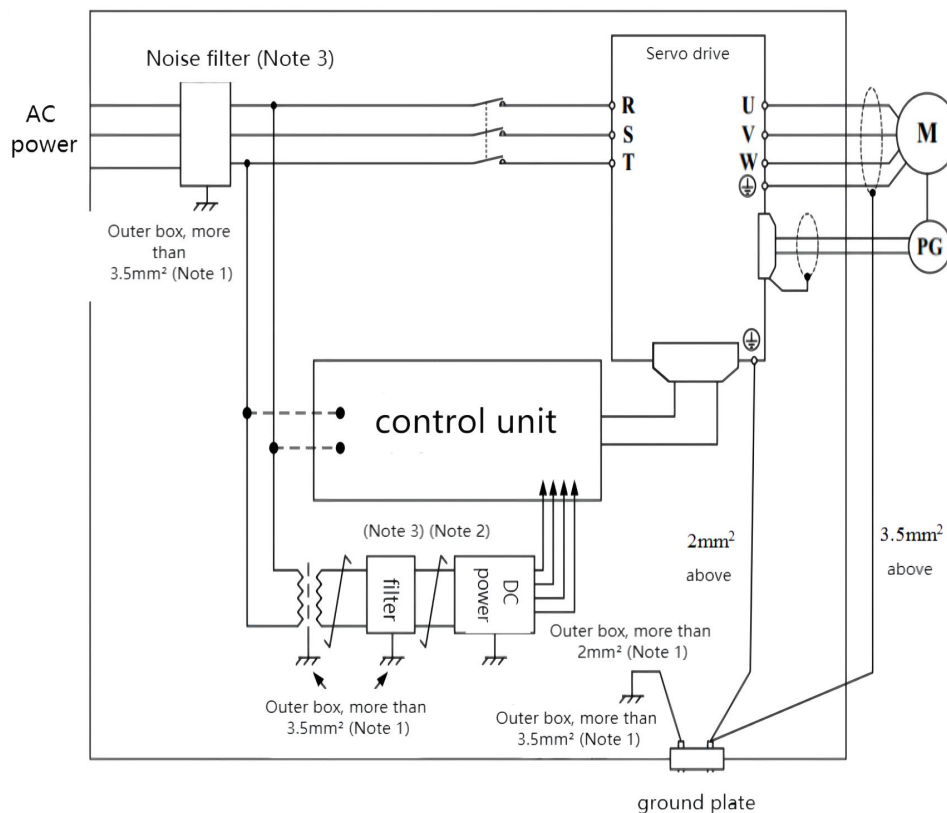 Servo drive
Noise filter (Note 3)
AC
power
R
S
T
U
V
W
M
PG
Outer box, more
than
3.5mm² (Note 1)
control unit
(Note 3) (Note 2)
filter
DC
power
2mm²
above
3.5mm²
above
Outer box, more than
2mm² (Note 1)
Outer box, more than
3.5mm² (Note 1)
Outer box, more than
3.5mm² (Note 1)
ground plate